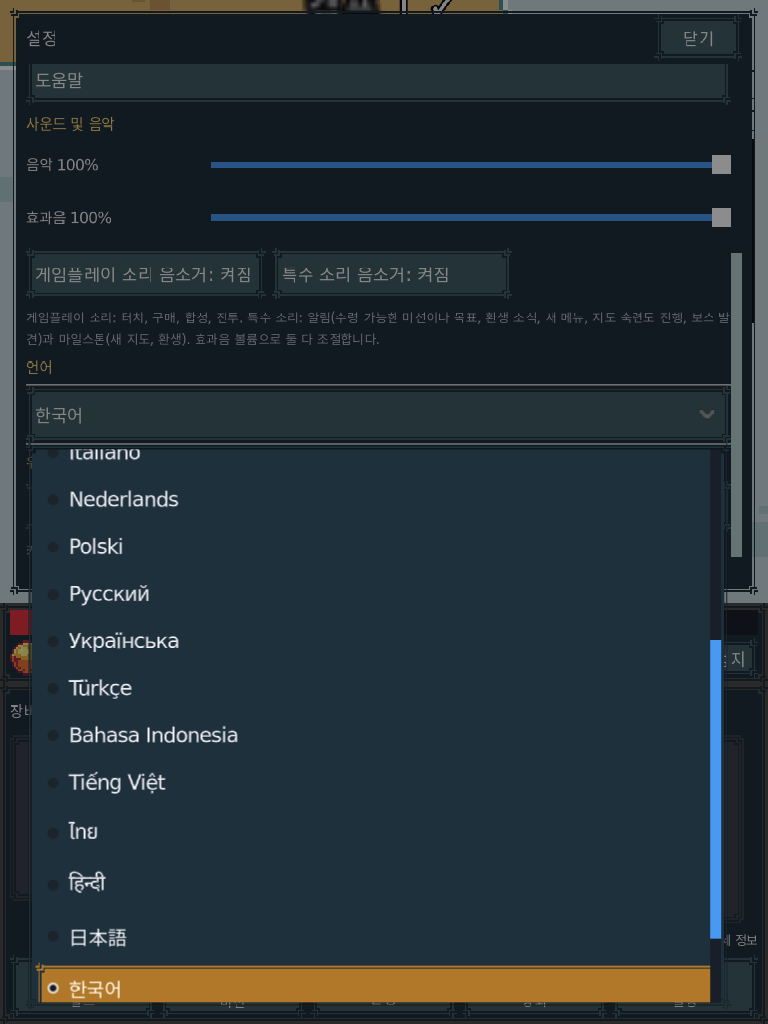 설정
닫기
도움말
사운드 및 음악
음악 100%
효과음 100%
게임플레이 소리 음소거: 켜짐
특수 소리 음소거: 켜짐
게임플레이 소리: 터치, 구매, 합성, 전투. 특수 소리: 알림(수령 가능한 미션이나 목표, 환생 소식, 새 메뉴, 지도 숙련도 진행, 보스 발
견)과 마일스톤(새 지도, 환생). 효과음 볼륨으로 둘 다 조절합니다.
언어
한국어
Italiano
Nederlands
Polski
Русский
Українська
Türkçe
Bahasa Indonesia
Tiếng Việt
ไทย
हिन्दी
日本語
한국어
지
정보